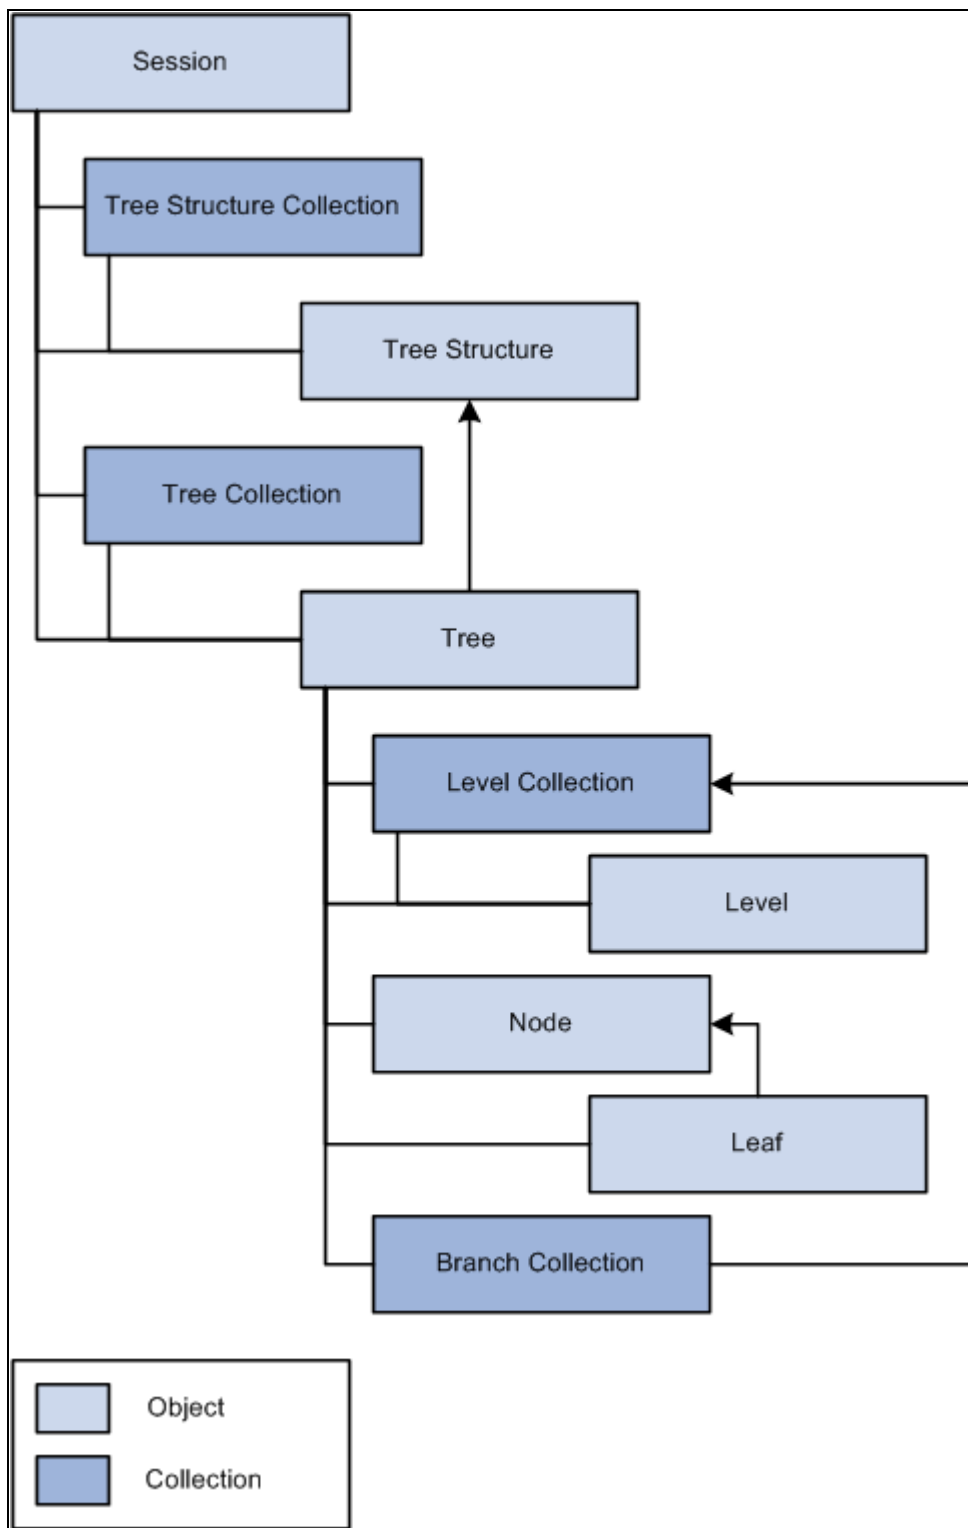 Session
Tree Structure Collection
Tree Structure
Tree Collection
Tree
Level Collection
Level
Node
Leaf
Branch Collection
Object
Collection